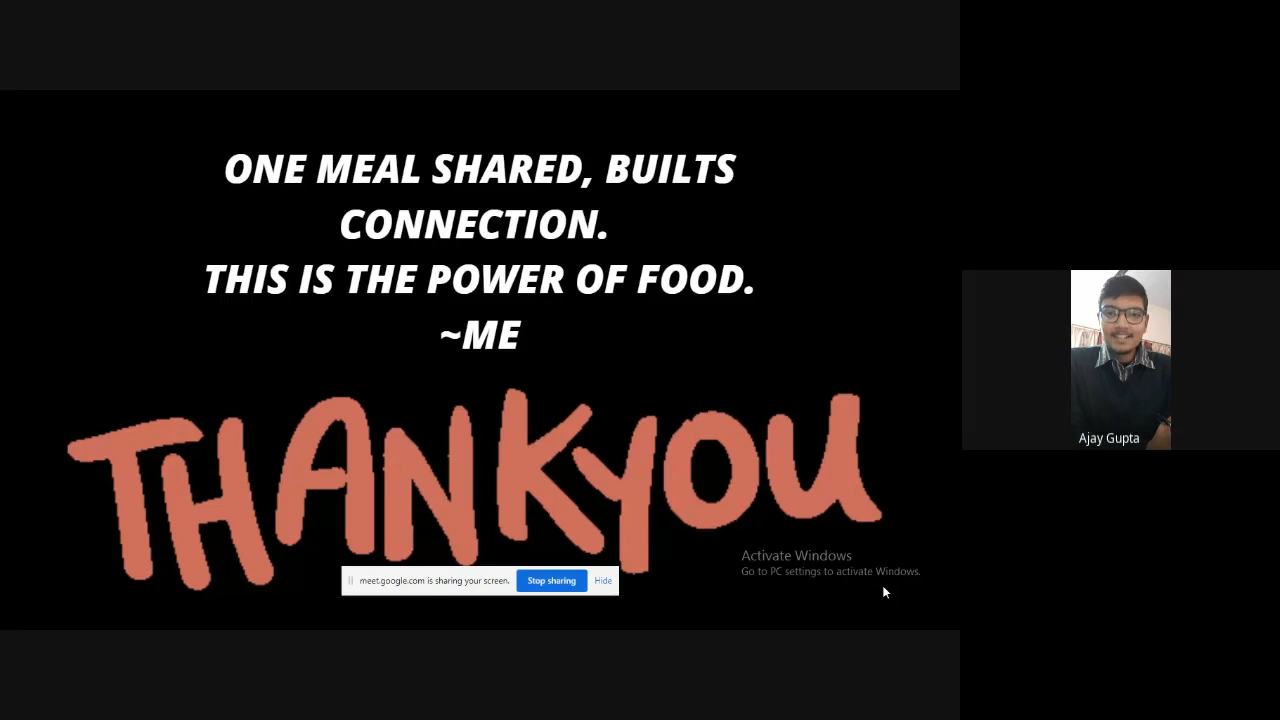 ONE MEAL SHARED, BUILTS
CONNECTION.
THIS IS THE POWER OF FOOD.
~ME
THANKYOU
Activate Windows
Go to PC settings to activate Windows.
meet.google.com is sharing your screen. Stop sharing Hide
Ajay Gupta